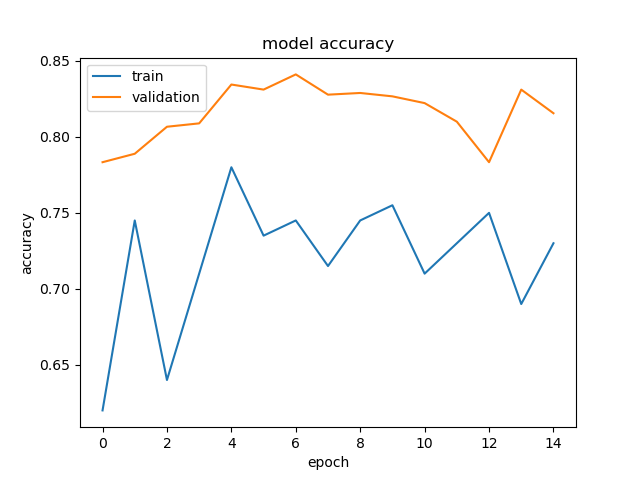 model accuracy
train
validation
accuracy
0.85
0.80
0.75
0.70
0.65
0 2 4 6 8 10 12 14
epoch